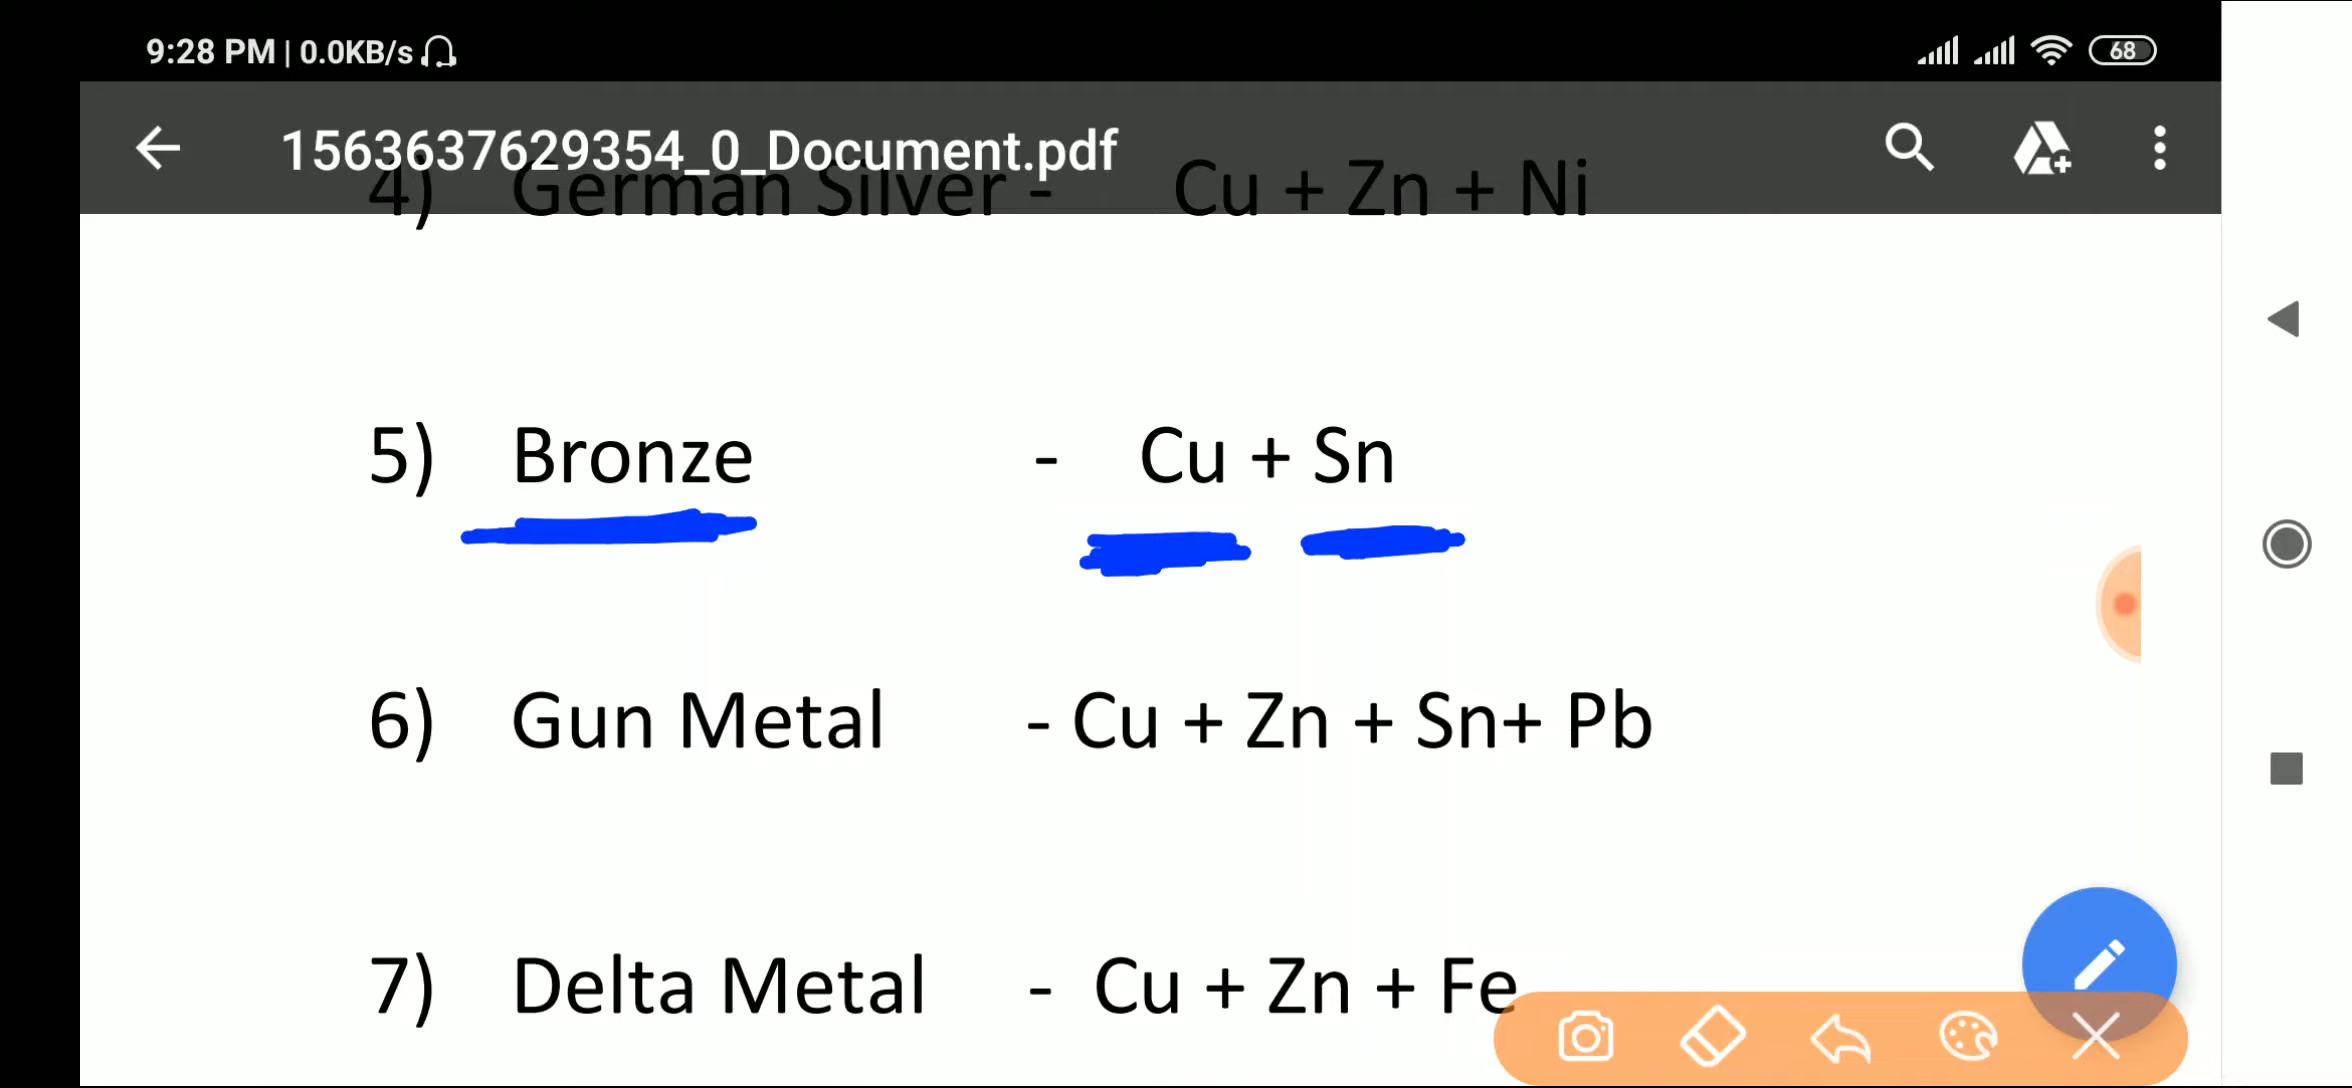 9:28 PM | 0.0KB/s 68
1563637629354_0_Document.pdf
4) German Silver - Cu + Zn + Ni
5) Bronze - Cu + Sn
6) Gun Metal - Cu + Zn + Sn+ Pb
7) Delta Metal - Cu + Zn + Fe